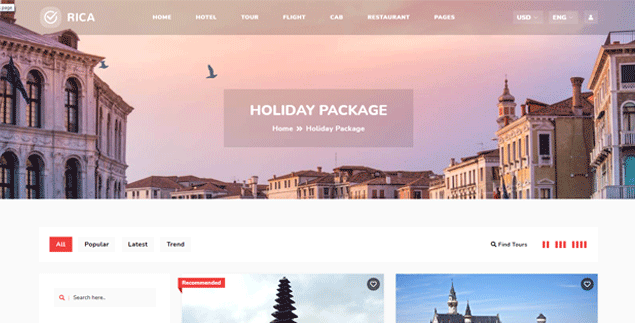 page
RICA
HOME HOTEL TOUR FLIGHT CAB RESTAURANT PAGES
USD ENG
HOLIDAY PACKAGE
Home » Holiday Package
All Popular Latest Trend
Find Tours
Search here..
Recommended